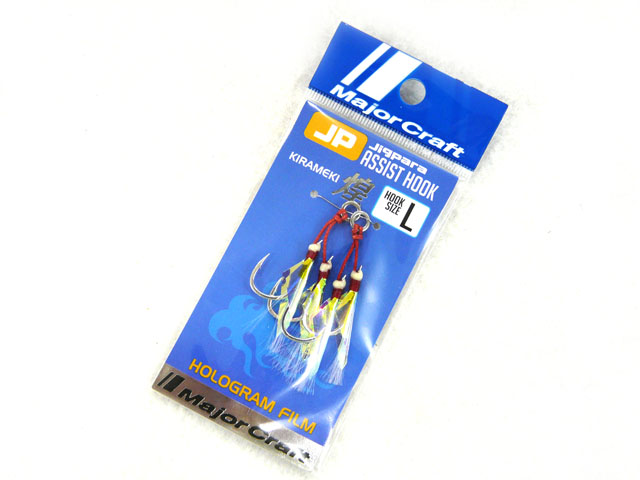 Major Craft
JP
Jigpara
ASSIST HOOK
KIRAMEKI
煌
HOOK
SIZE
L
HOLOGRAM FILM
Major Craft